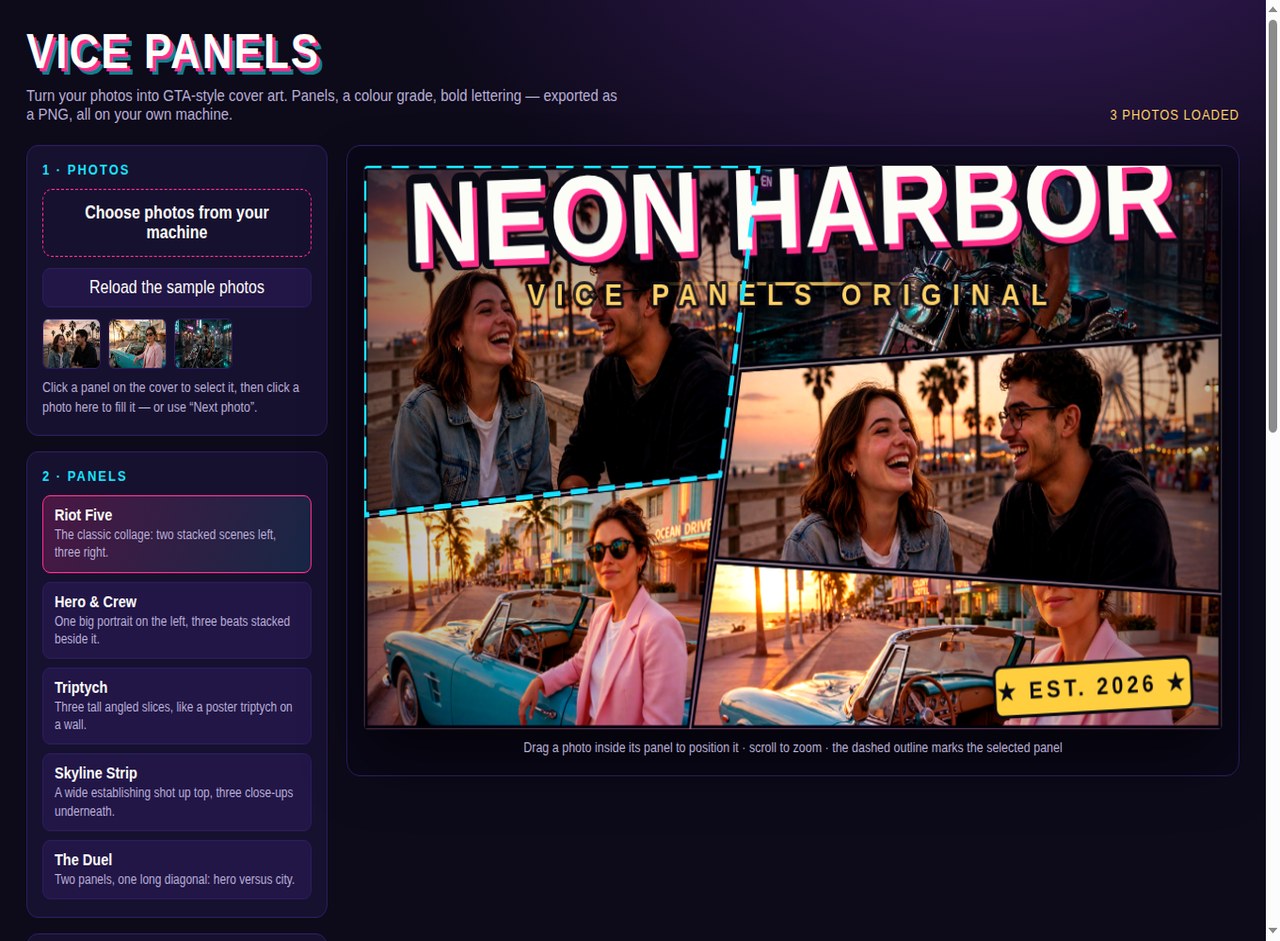 VICE PANELS
Turn your photos into GTA-style cover art. Panels, a colour grade, bold lettering — exported as
a PNG, all on your own machine.
3 PHOTOS LOADED
1 · PHOTOS
Choose photos from your
machine
Reload the sample photos
Click a panel on the cover to select it, then click a
photo here to fill it — or use “Next photo”.
2 · PANELS
Riot Five
The classic collage: two stacked scenes left,
three right.
Hero & Crew
One big portrait on the left, three beats stacked
beside it.
Triptych
Three tall angled slices, like a poster triptych on
a wall.
Skyline Strip
A wide establishing shot up top, three close-ups
underneath.
The Duel
Two panels, one long diagonal: hero versus city.
NEON HARBOR
VICE PANELS ORIGINAL
OCEAN DRIVE
COLONY
HOTEL
★ EST. 2026 ★
Drag a photo inside its panel to position it · scroll to zoom · the dashed outline marks the selected panel